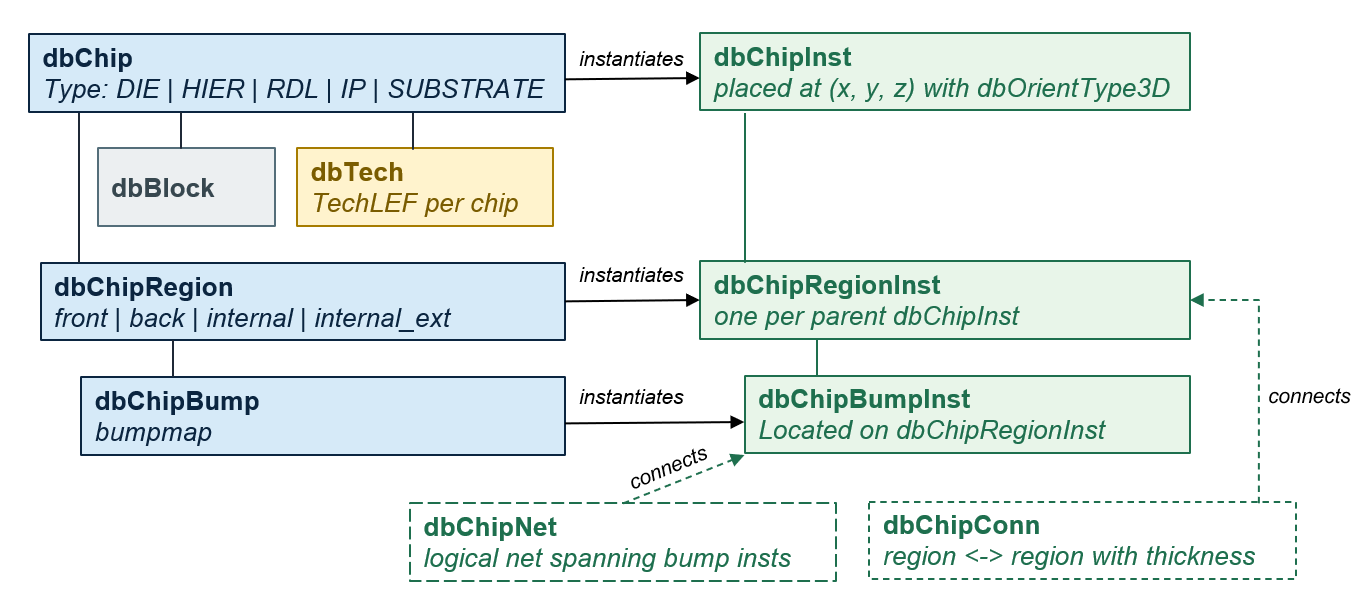 dbChip
Type: DIE | HIER | RDL | IP | SUBSTRATE
instantiates
dbChipInst
placed at (x, y, z) with dbOrientType3D
dbBlock
dbTech
TechLEF per chip
dbChipRegion
front | back | internal | internal_ext
instantiates
dbChipRegionInst
one per parent dbChipInst
dbChipBump
bumpmap
instantiates
dbChipBumpInst
Located on dbChipRegionInst
connects
connects
dbChipNet
logical net spanning bump insts
dbChipConn
region <-> region with thickness